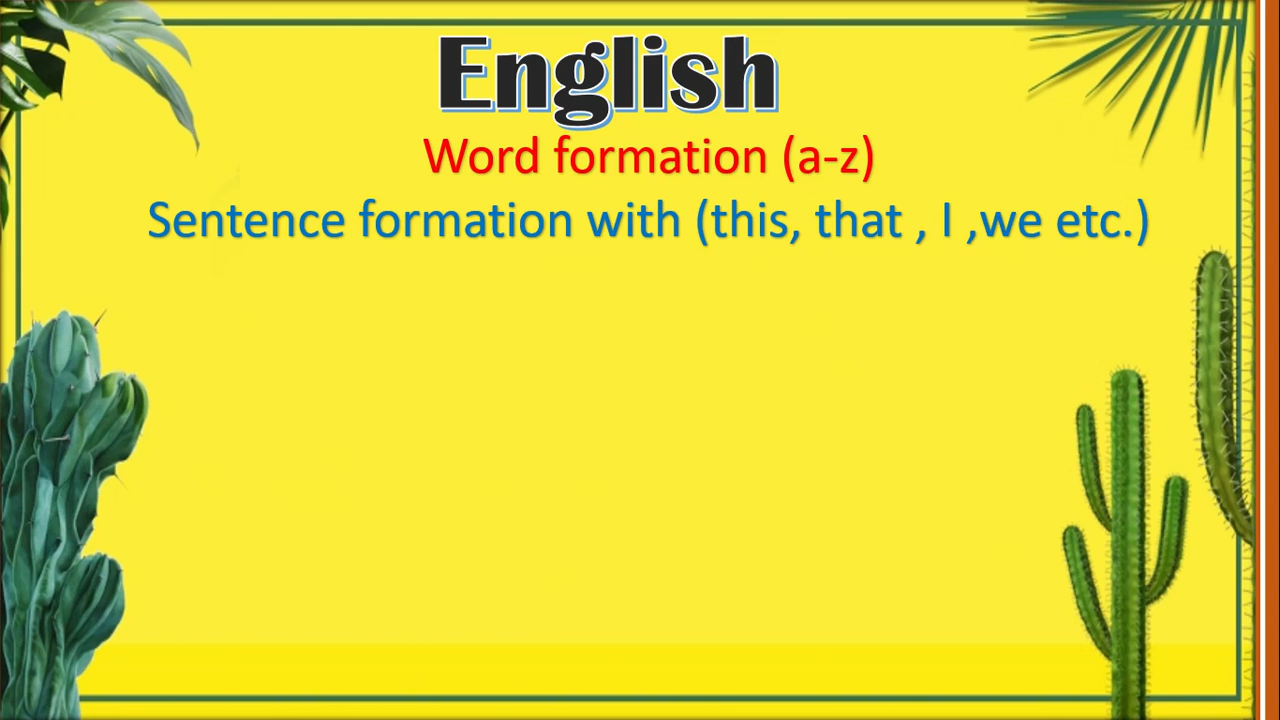 English
Word formation (a-z)
Sentence formation with (this, that , I ,we etc.)